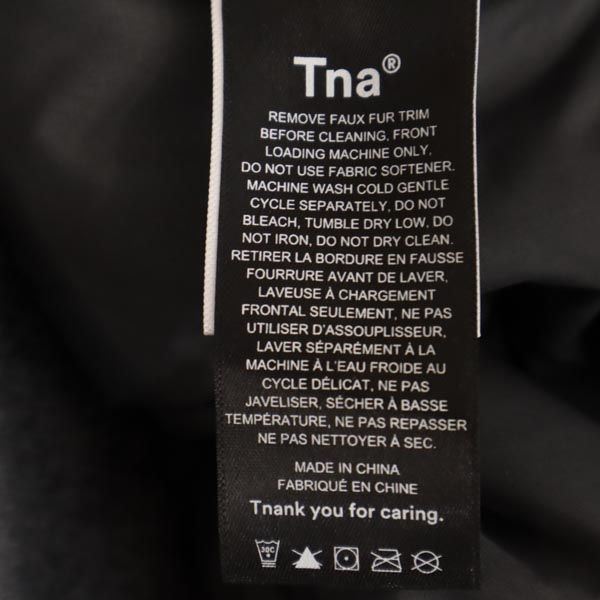 Tna®
REMOVE FAUX FUR TRIM
BEFORE CLEANING, FRONT
LOADING MACHINE ONLY,
DO NOT USE FABRIC SOFTENER.
MACHINE WASH COLD GENTLE
CYCLE SEPARATELY, DO NOT
BLEACH, TUMBLE DRY LOW, DO
NOT IRON, DO NOT DRY CLEAN.
RETIRER LA BORDURE EN FAUSSE
FOURRURE AVANT DE LAVER,
LAVEUSE À CHARGEMENT
FRONTAL SEULEMENT, NE PAS
UTILISER D'ASSOUPLISSEUR,
LAVER SÉPARÉMENT À LA
MACHINE À L'EAU FROIDE AU
CYCLE DÉLICAT, NE PAS
JAVELISER, SÉCHER À BASSE
TEMPÉRATURE, NE PAS REPASSER
NE PAS NETTOYER À SEC.
MADE IN CHINA
FABRIQUÉ EN CHINE
Tnank you for caring.
30C